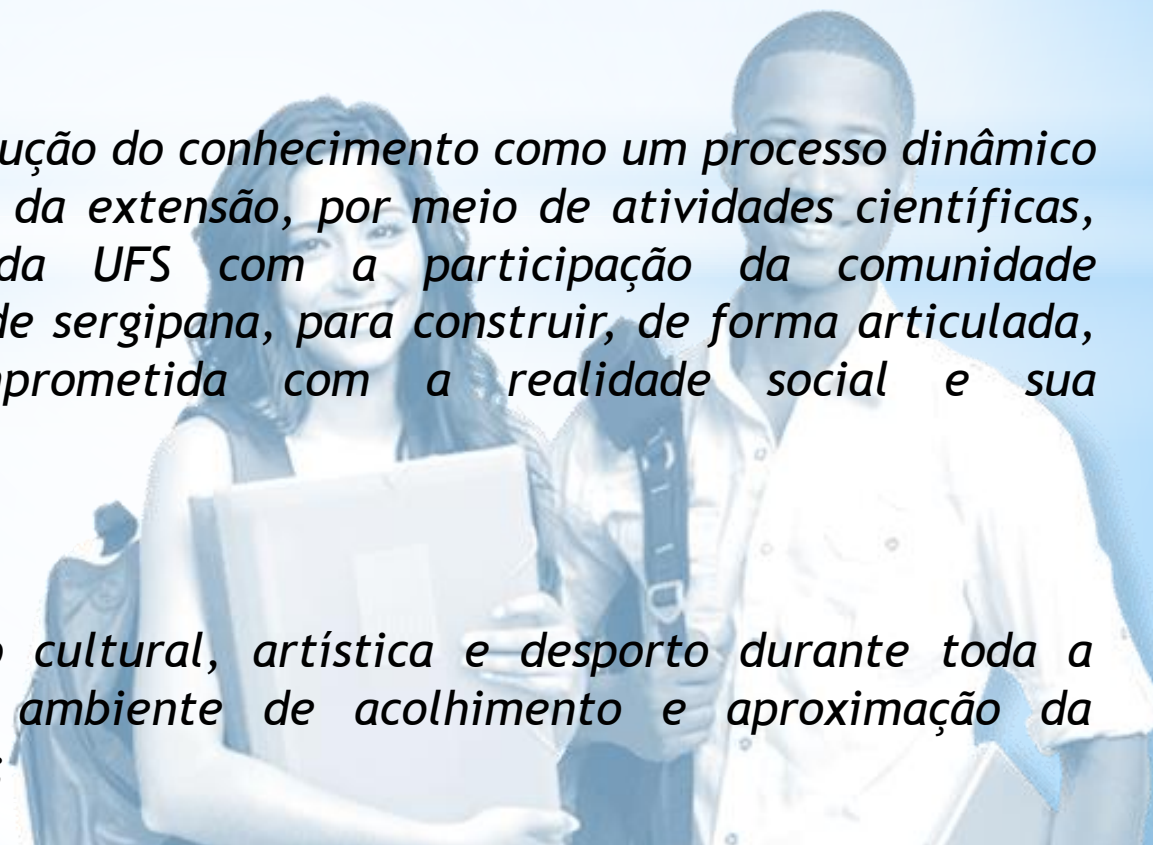 ução do conhecimento como um processo dinâmico
da extensão, por meio de atividades científicas,
da UFS com a participação da comunidade
de sergipana, para construir, de forma articulada,
prometida com a realidade social e sua
cultural, artística e desporto durante toda a
ambiente de acolhimento e aproximação da